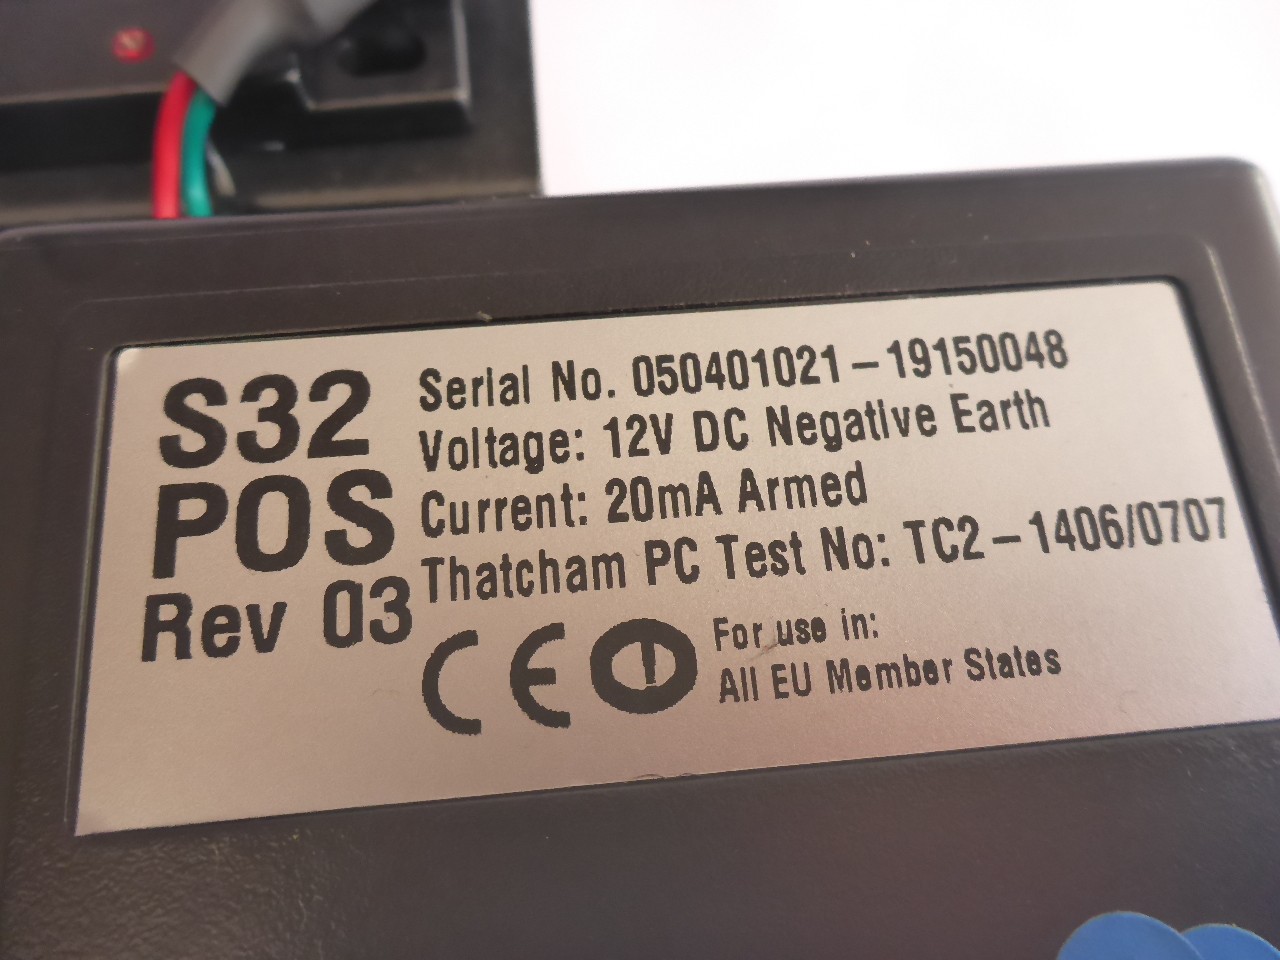 S32
POS
Rev 03
Serial No. 050401021-19150048
Voltage: 12V DC Negative Earth
Current: 20mA Armed
Thatcham PC Test No: TC2-1406/0707
CE
For use in:
All EU Member States